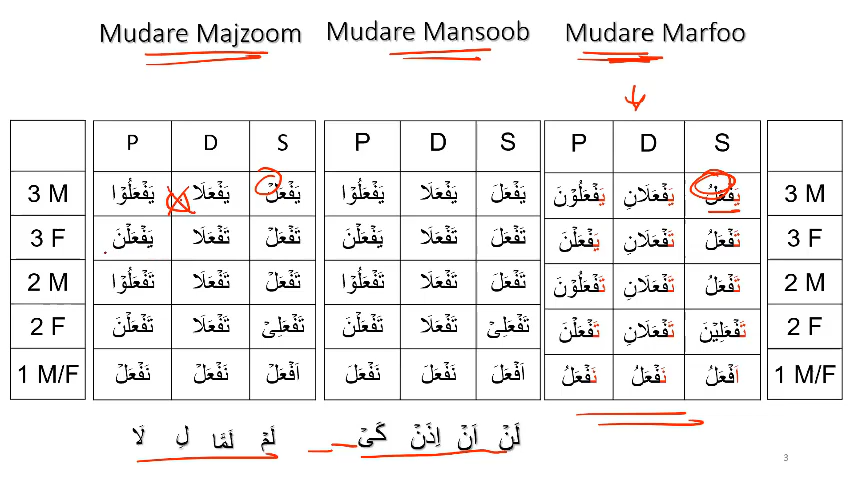 Mudare Majzoom Mudare Mansoob Mudare Marfoo
P D S P D S P D S
3 M يَفْعَلُوْا يَفْعَلَا يَفْعَلْ يَفْعَلُوْا يَفْعَلَا يَفْعَلَ يَفْعَلُوْنَ يَفْعَلَانِ يَفْعَلُ 3 M
3 F يَفْعَلْنَ تَفْعَلَا تَفْعَلْ يَفْعَلْنَ تَفْعَلَا تَفْعَلَ يَفْعَلْنَ تَفْعَلَانِ تَفْعَلُ 3 F
2 M تَفْعَلُوْا تَفْعَلَا تَفْعَلْ تَفْعَلُوْا تَفْعَلَا تَفْعَلَ تَفْعَلُوْنَ تَفْعَلَانِ تَفْعَلُ 2 M
2 F تَفْعَلْنَ تَفْعَلَا تَفْعَلِىْ تَفْعَلْنَ تَفْعَلَا تَفْعَلِىْ تَفْعَلْنَ تَفْعَلَانِ تَفْعَلِيْنَ 2 F
1 M/F نَفْعَلْ نَفْعَلْ اَفْعَلْ نَفْعَلَ نَفْعَلَ اَفْعَلَ نَفْعَلُ نَفْعَلُ اَفْعَلُ 1 M/F
لَمْ لَمَّا لِ لَا لَنْ اَنْ اِذَنْ كَىْ
3